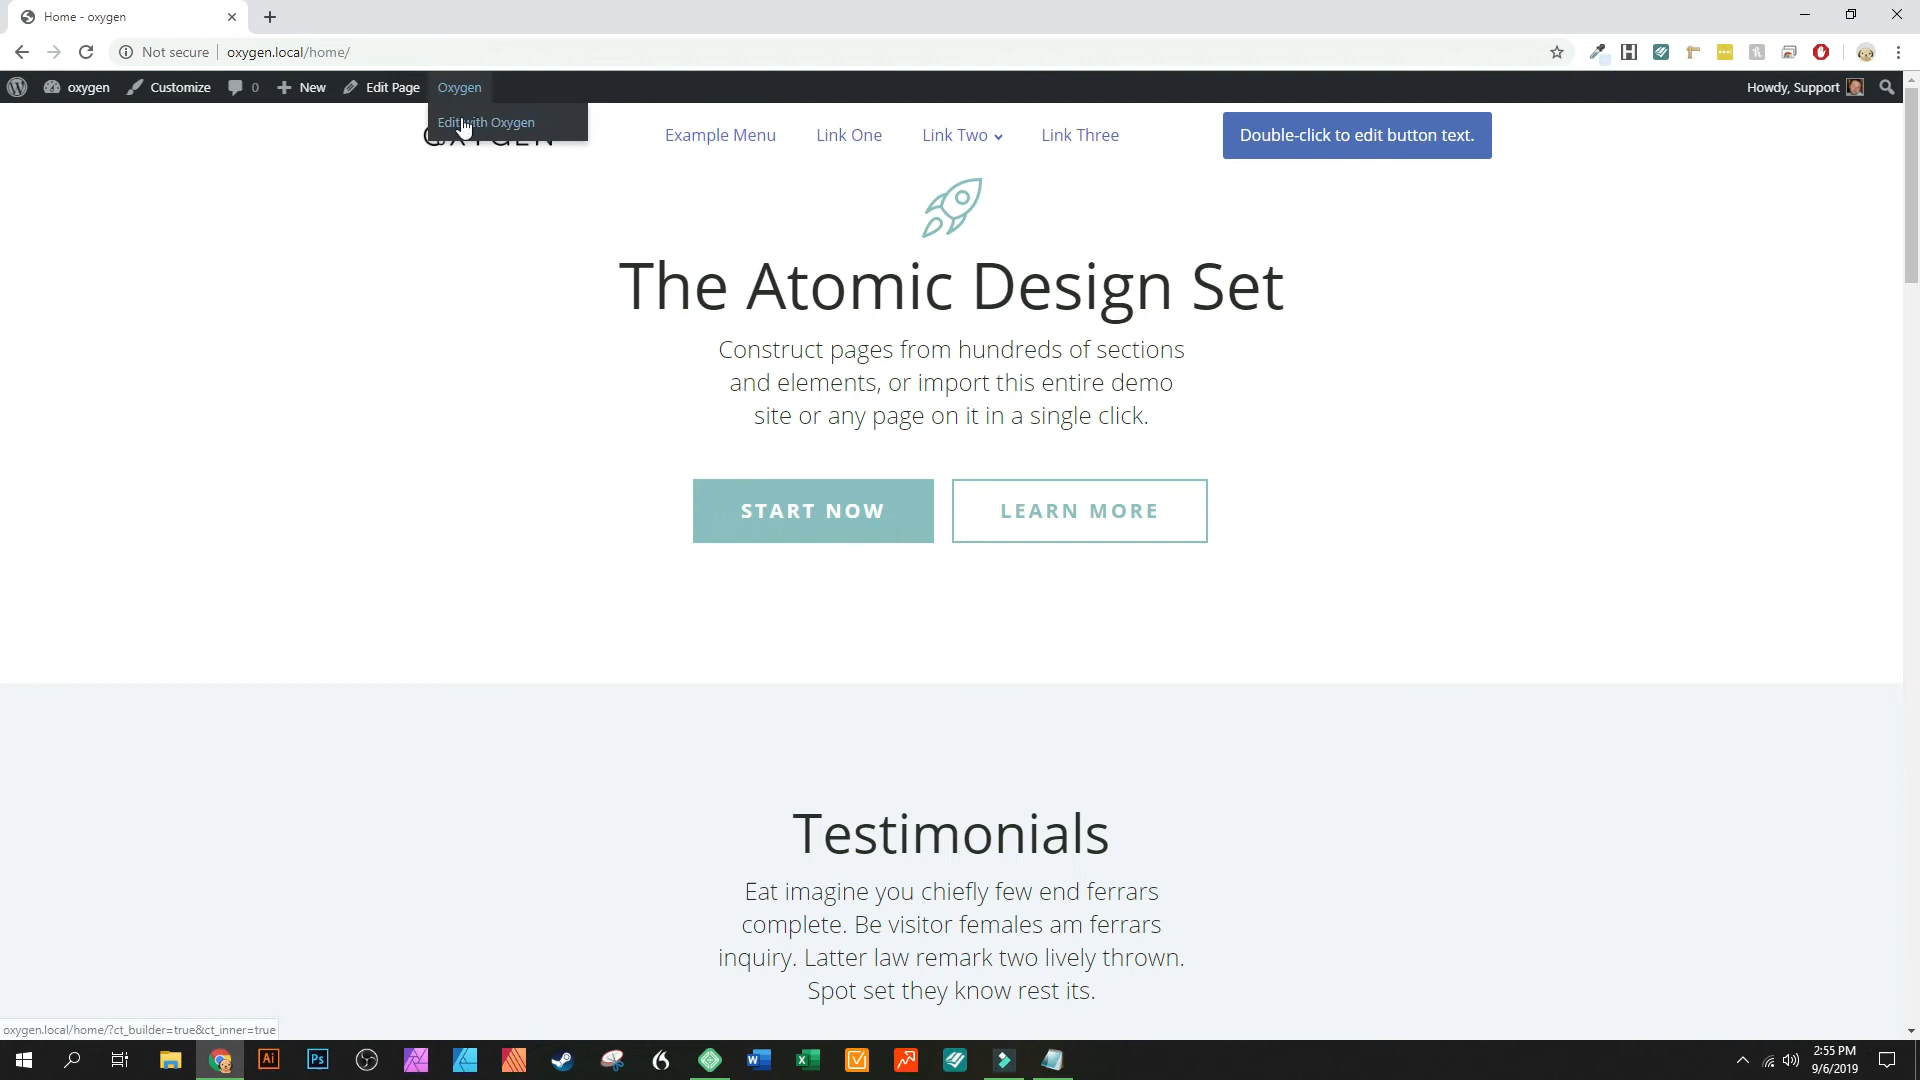 Home - oxygen
Not secure
oxygen.local/home/
oxygen
Customize
0
New
Edit Page
Oxygen
Howdy, Support
Edit with Oxygen
OXYGEN
Example Menu
Link One
Link Two
Link Three
Double-click to edit button text.
The Atomic Design Set
Construct pages from hundreds of sections
and elements, or import this entire demo
site or any page on it in a single click.
START NOW
LEARN MORE
Testimonials
Eat imagine you chiefly few end ferrars
complete. Be visitor females am ferrars
inquiry. Latter law remark two lively thrown.
Spot set they know rest its.
oxygen.local/home/?ct_builder=true&ct_inner=true
Ai
Ps
2:55 PM
9/6/2019